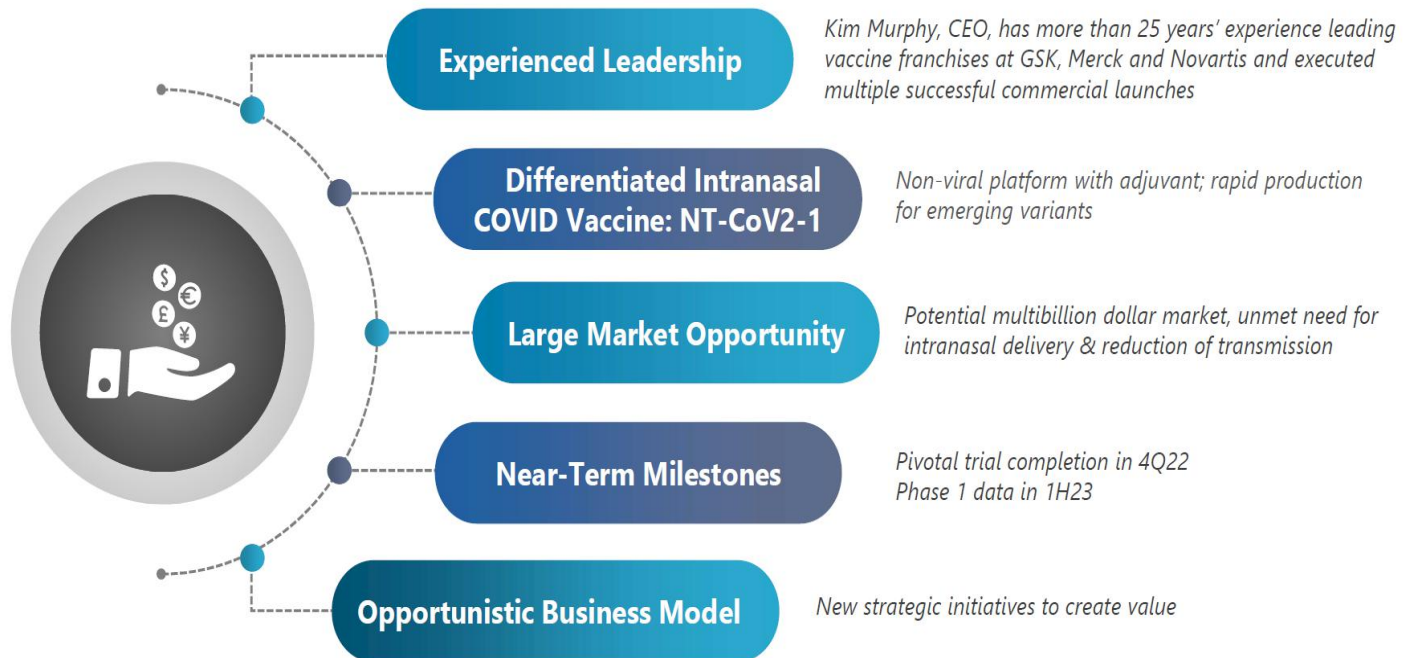 Experienced Leadership
Kim Murphy, CEO, has more than 25 years’ experience leading
vaccine franchises at GSK, Merck and Novartis and executed
multiple successful commercial launches
Differentiated Intranasal
COVID Vaccine: NT-CoV2-1
Non-viral platform with adjuvant; rapid production
for emerging variants
$
€
£
¥
Large Market Opportunity
Potential multibillion dollar market, unmet need for
intranasal delivery & reduction of transmission
Near-Term Milestones
Pivotal trial completion in 4Q22
Phase 1 data in 1H23
Opportunistic Business Model
New strategic initiatives to create value